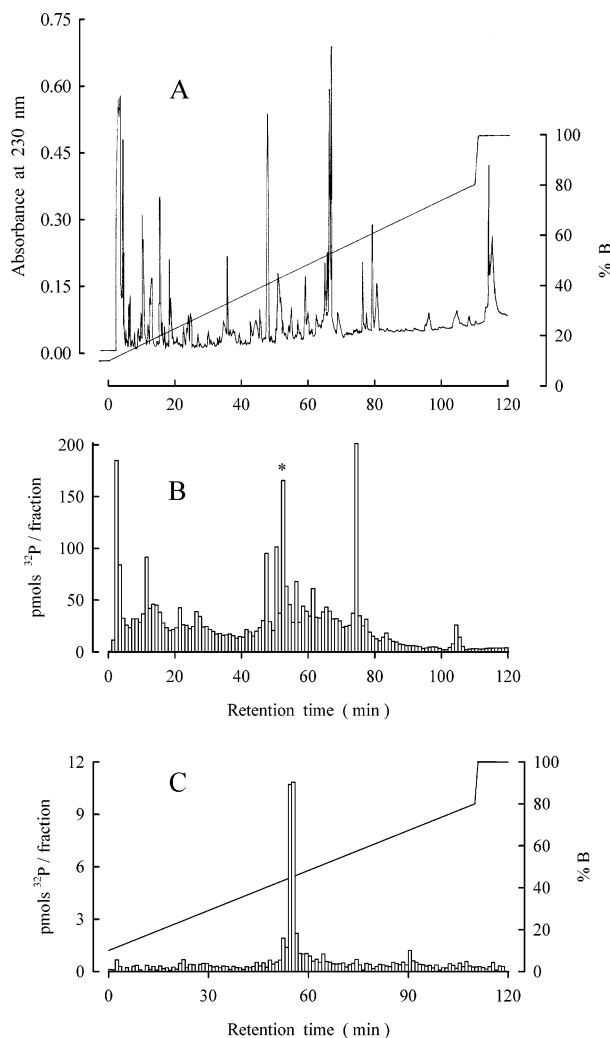 A
Absorbance at 230 nm
0.75
0.60
0.45
0.30
0.15
0.00
100
80
60
40
20
0
% B
0 20 40 60 80 100 120
B
*
pmols ³²P / fraction
200
150
100
50
0
0 20 40 60 80 100 120
Retention time ( min )
C
pmols ³²P / fraction
12
9
6
3
0
100
80
60
40
20
0
% B
0 30 60 90 120
Retention time ( min )